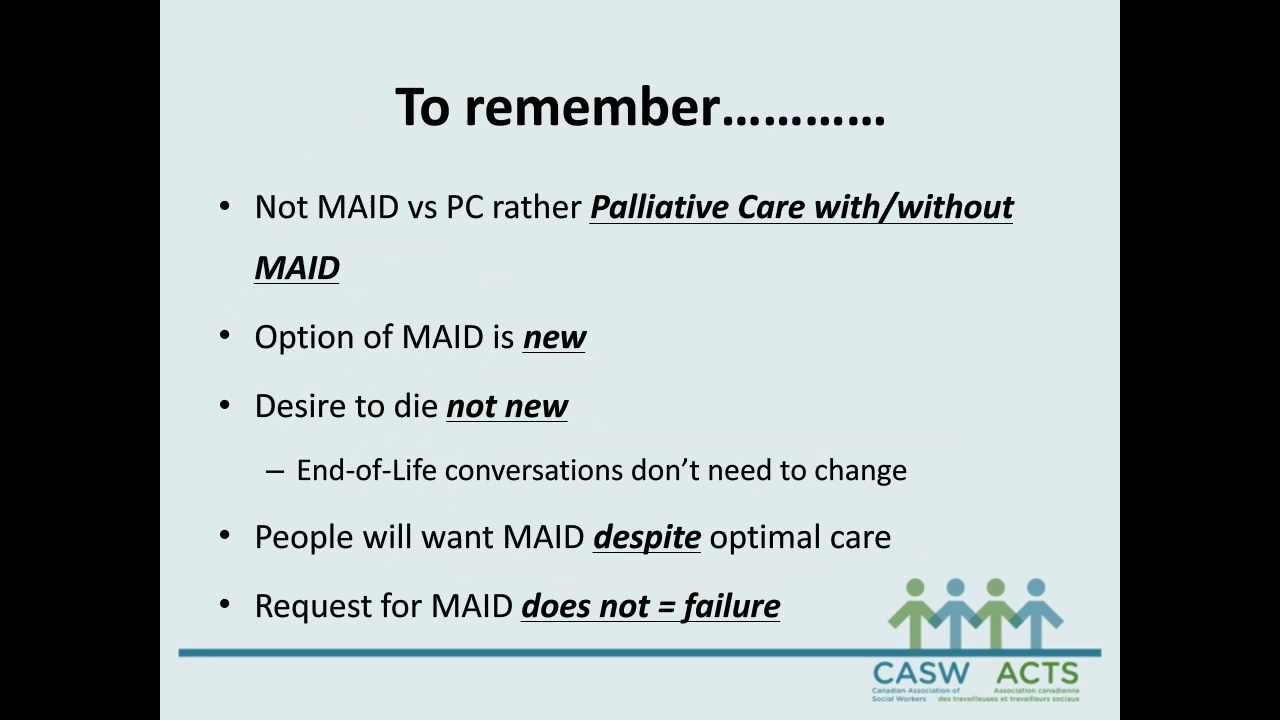 To remember…………
• Not MAID vs PC rather Palliative Care with/without
MAID
• Option of MAID is new
• Desire to die not new
– End-of-Life conversations don’t need to change
• People will want MAID despite optimal care
• Request for MAID does not = failure
CASW ACTS
Canadian Association of Association canadienne
Social Workers des travailleuses et travailleurs sociaux